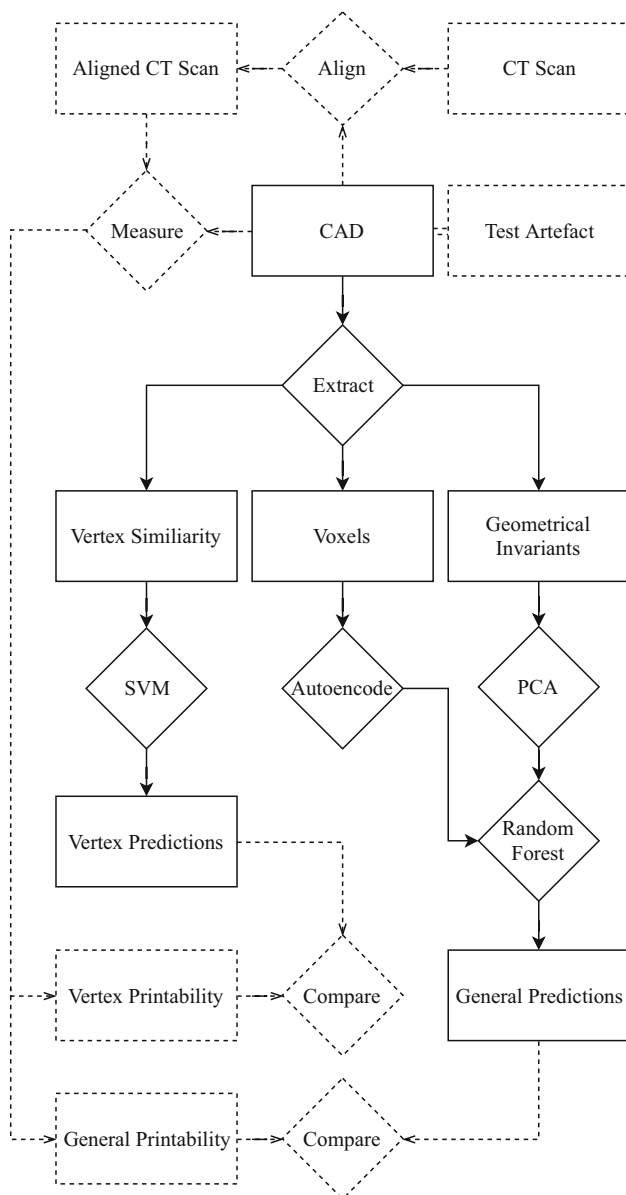 Aligned CT Scan
Align
CT Scan
Measure
CAD
Test Artefact
Extract
Vertex Similiarity
Voxels
Geometrical
Invariants
SVM
Autoencode
PCA
Vertex Predictions
Random
Forest
Vertex Printability
Compare
General Predictions
General Printability
Compare